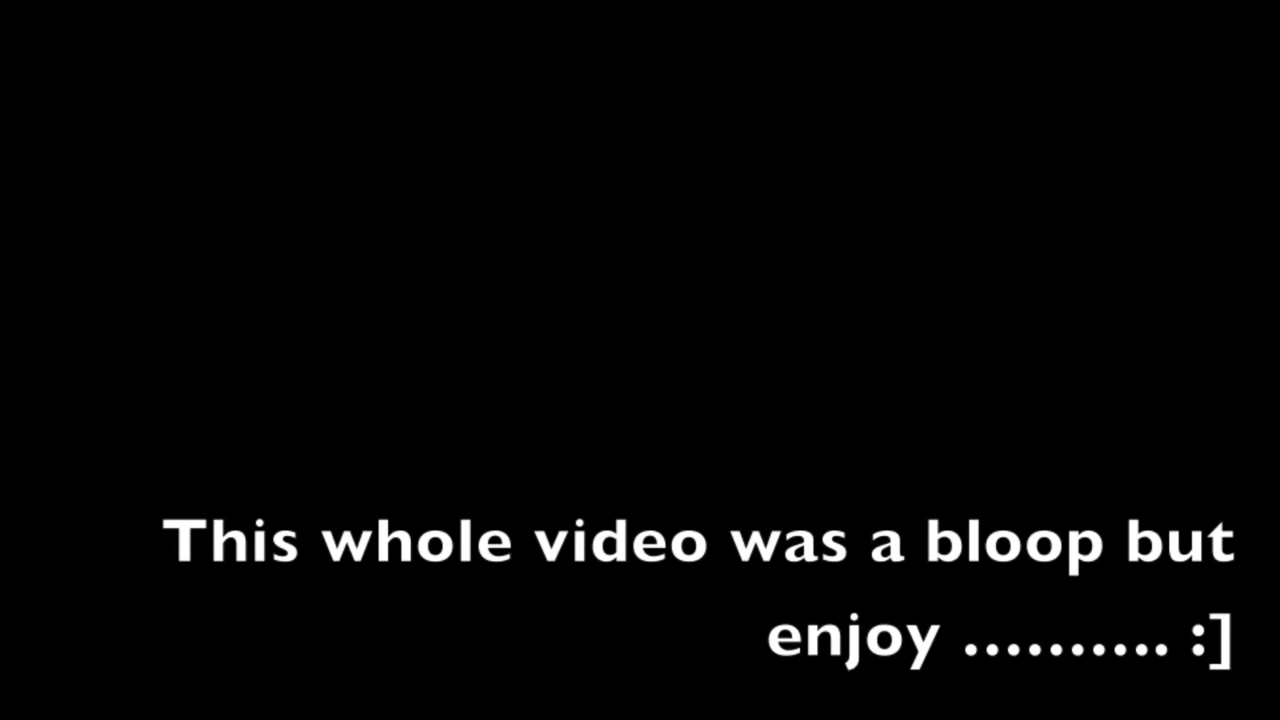 This whole video was a bloop but
enjoy .......... :]